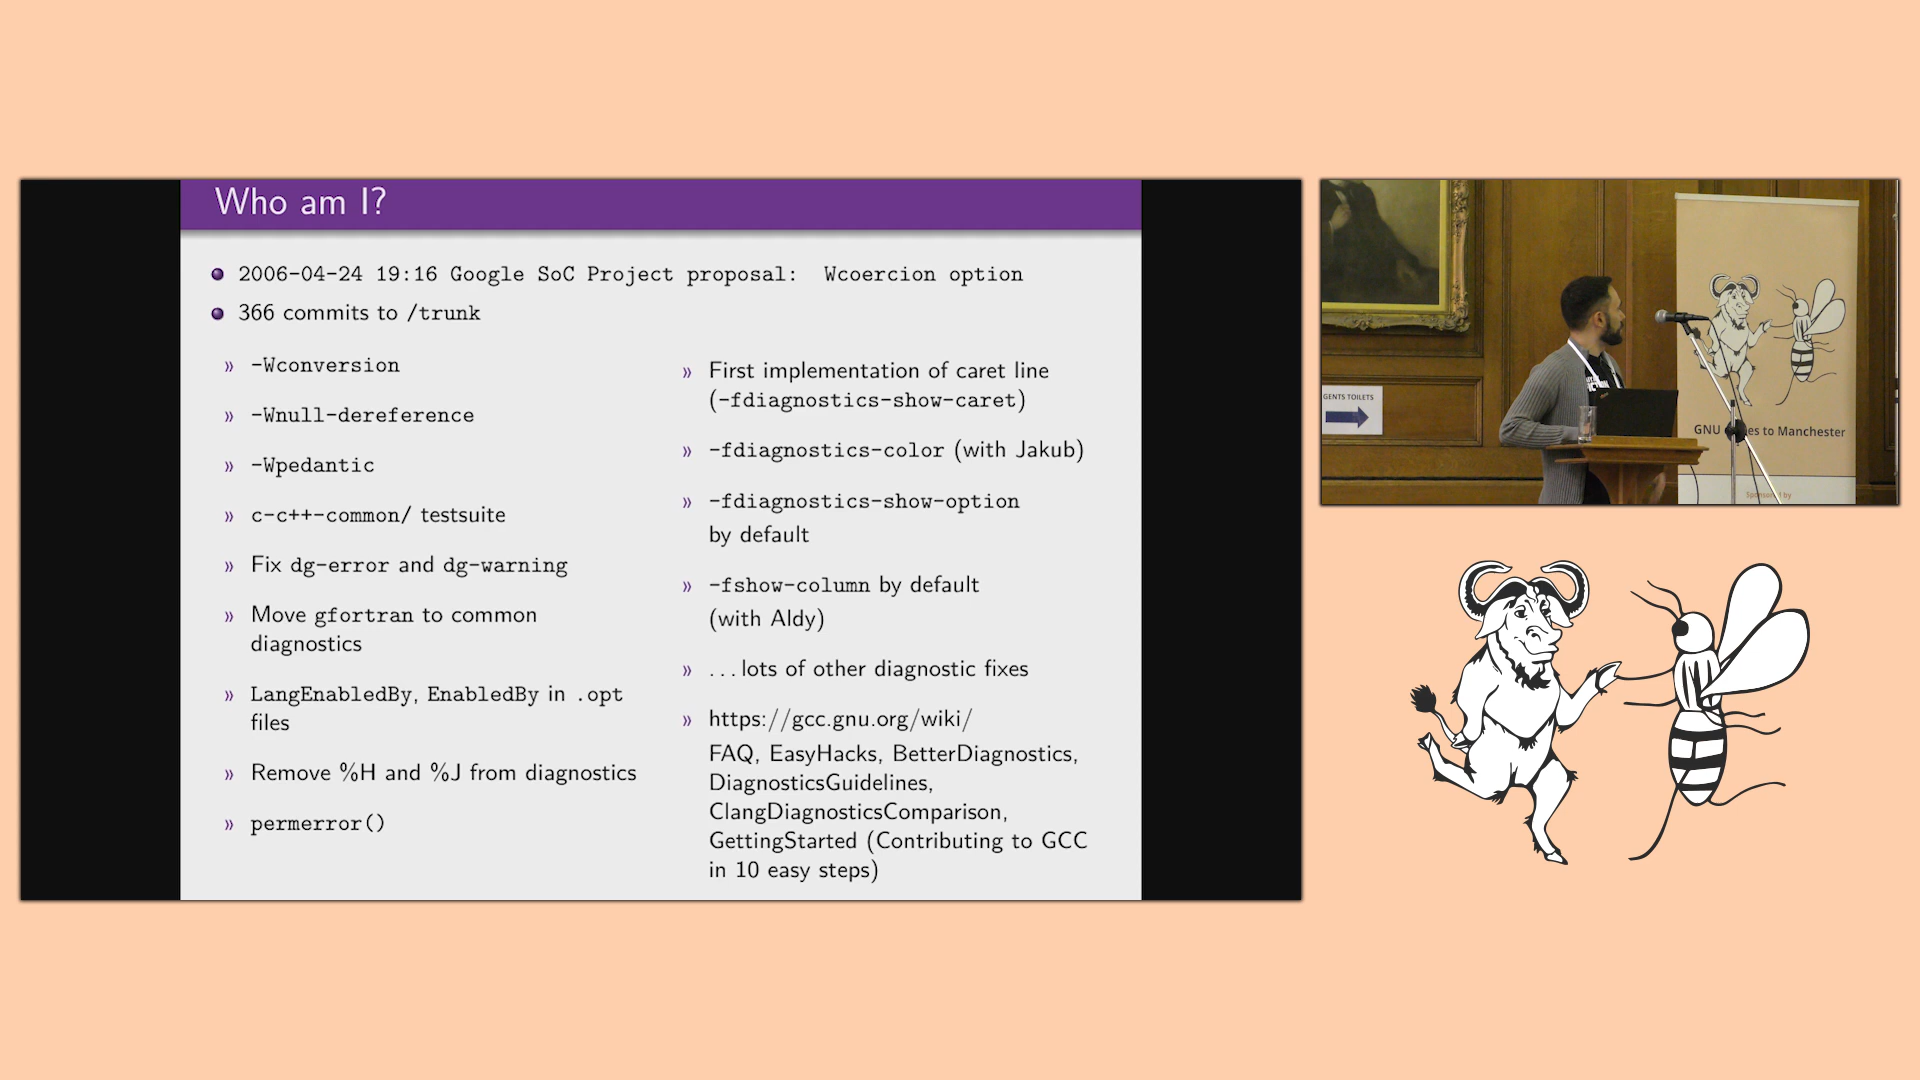 Who am I?
2006-04-24 19:16 Google SoC Project proposal: Wcoercion option
366 commits to /trunk
-Wconversion
-Wnull-dereference
-Wpedantic
c-c++-common/ testsuite
Fix dg-error and dg-warning
Move gfortran to common
diagnostics
LangEnabledBy, EnabledBy in .opt
files
Remove %H and %J from diagnostics
permerror()
First implementation of caret line
(-fdiagnostics-show-caret)
-fdiagnostics-color (with Jakub)
-fdiagnostics-show-option
by default
-fshow-column by default
(with Aldy)
...lots of other diagnostic fixes
https://gcc.gnu.org/wiki/
FAQ, EasyHacks, BetterDiagnostics,
DiagnosticsGuidelines,
ClangDiagnosticsComparison,
GettingStarted (Contributing to GCC
in 10 easy steps)
GENTS TOILETS
GNU es to Manchester
Sponsored by